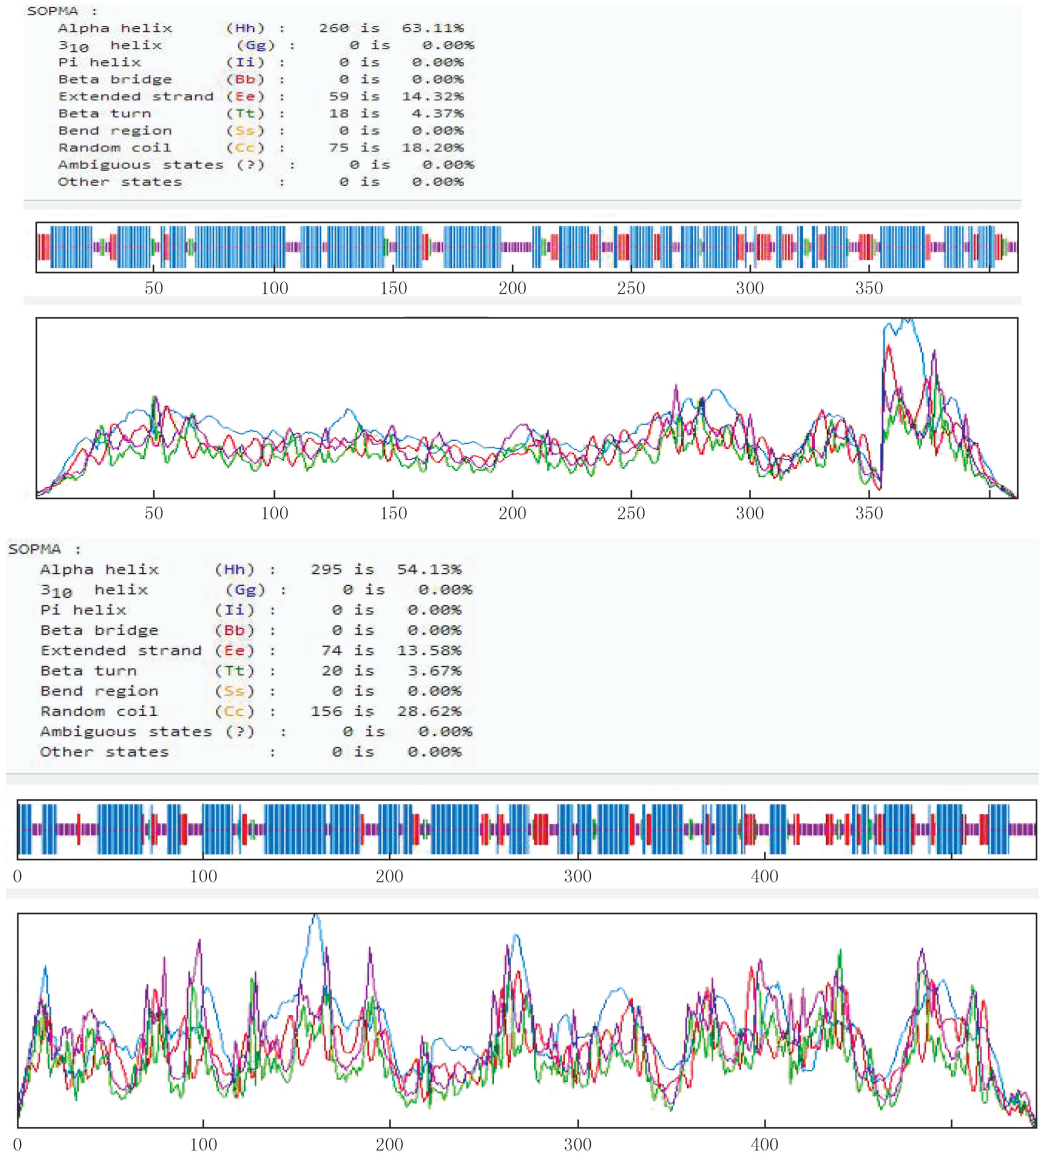 SOPMA :
Alpha helix (Hh) : 260 is 63.11%
3₁₀ helix (Gg) : 0 is 0.00%
Pi helix (Ii) : 0 is 0.00%
Beta bridge (Bb) : 0 is 0.00%
Extended strand (Ee) : 59 is 14.32%
Beta turn (Tt) : 18 is 4.37%
Bend region (Ss) : 0 is 0.00%
Random coil (Cc) : 75 is 18.20%
Ambiguous states (?) : 0 is 0.00%
Other states : 0 is 0.00%
50 100 150 200 250 300 350
50 100 150 200 250 300 350
SOPMA :
Alpha helix (Hh) : 295 is 54.13%
3₁₀ helix (Gg) : 0 is 0.00%
Pi helix (Ii) : 0 is 0.00%
Beta bridge (Bb) : 0 is 0.00%
Extended strand (Ee) : 74 is 13.58%
Beta turn (Tt) : 20 is 3.67%
Bend region (Ss) : 0 is 0.00%
Random coil (Cc) : 156 is 28.62%
Ambiguous states (?) : 0 is 0.00%
Other states : 0 is 0.00%
0 100 200 300 400
0 100 200 300 400